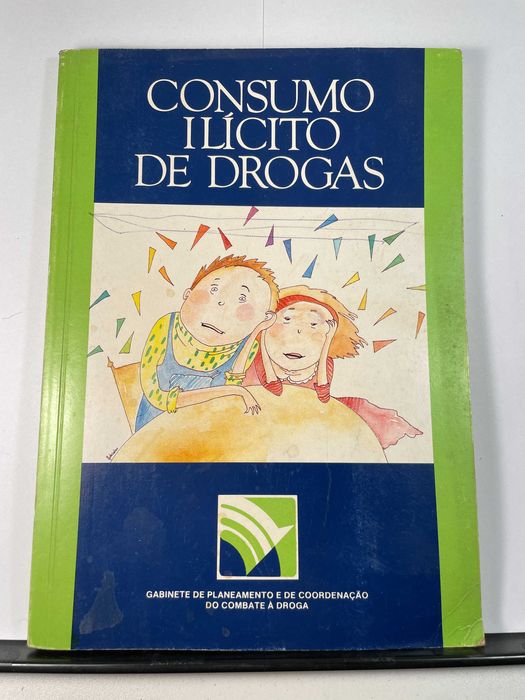 CONSUMO
ILÍCITO
DE DROGAS
GABINETE DE PLANEAMENTO E DE COORDENAÇÃO
DO COMBATE À DROGA